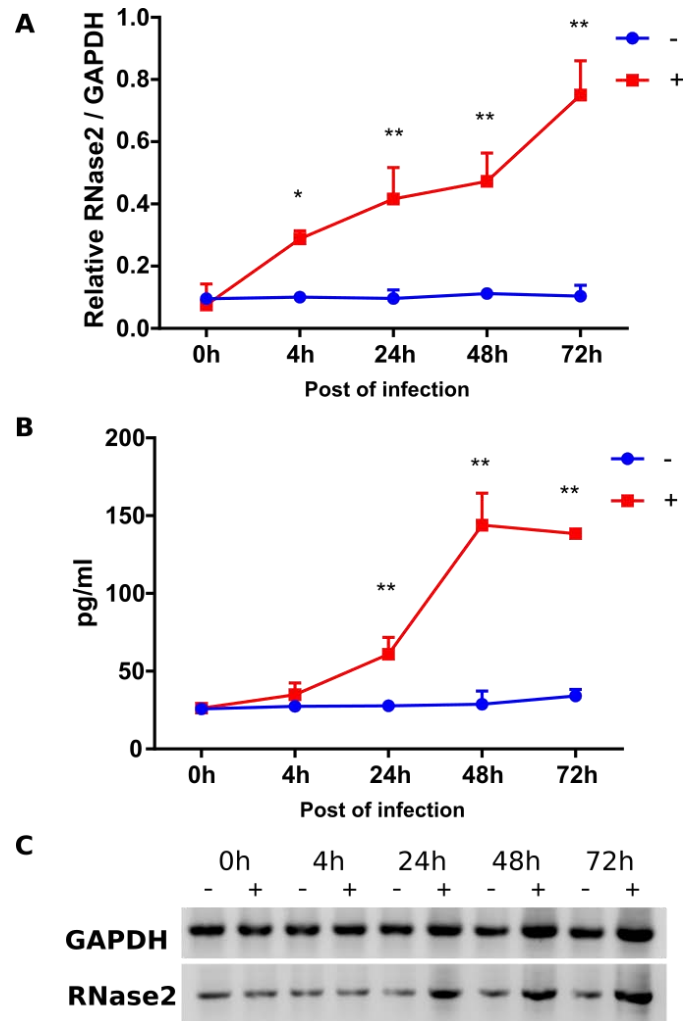 A
Relative RNase2 / GAPDH
1.0
0.8
0.6
0.4
0.2
0.0
0h 4h 24h 48h 72h
Post of infection
*
**
**
**
-
+
B
pg/ml
200
150
100
50
0
0h 4h 24h 48h 72h
Post of infection
**
**
**
-
+
C
0h 4h 24h 48h 72h
- + - + - + - + - +
GAPDH
RNase2